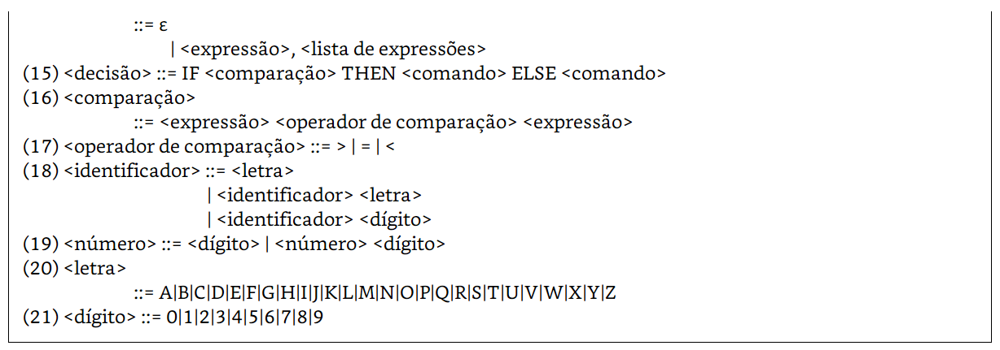 ::= ε
| <expressão>, <lista de expressões>
(15) <decisão> ::= IF <comparação> THEN <comando> ELSE <comando>
(16) <comparação>
::= <expressão> <operador de comparação> <expressão>
(17) <operador de comparação> ::= > | = | <
(18) <identificador> ::= <letra>
| <identificador> <letra>
| <identificador> <dígito>
(19) <número> ::= <dígito> | <número> <dígito>
(20) <letra>
::= A|B|C|D|E|F|G|H|I|J|K|L|M|N|O|P|Q|R|S|T|U|V|W|X|Y|Z
(21) <dígito> ::= 0|1|2|3|4|5|6|7|8|9